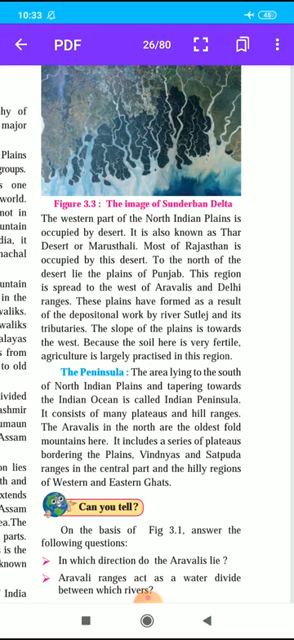 10:33
48
PDF
26/80
hy of
major
Plains
groups.
s one
world.
not in
untain
dia, it
nachal
untain
in the
valiks.
waliks
alayas
s from
to old
ivided
ashmir
umaun
Assam
on lies
th and
extends
Assam
ea.The
parts.
s is the
known
India
Figure 3.3 : The image of Sunderban Delta
The western part of the North Indian Plains is
occupied by desert. It is also known as Thar
Desert or Marusthali. Most of Rajasthan is
occupied by this desert. To the north of the
desert lie the plains of Punjab. This region
is spread to the west of Aravalis and Delhi
ranges. These plains have formed as a result
of the depositonal work by river Sutlej and its
tributaries. The slope of the plains is towards
the west. Because the soil here is very fertile,
agriculture is largely practised in this region.
The Peninsula : The area lying to the south
of North Indian Plains and tapering towards
the Indian Ocean is called Indian Peninsula.
It consists of many plateaus and hill ranges.
The Aravalis in the north are the oldest fold
mountains here. It includes a series of plateaus
bordering the Plains, Vindnyas and Satpuda
ranges in the central part and the hilly regions
of Western and Eastern Ghats.
Can you tell?
On the basis of Fig 3.1, answer the
following questions:
In which direction do the Aravalis lie ?
Aravali ranges act as a water divide
between which rivers?